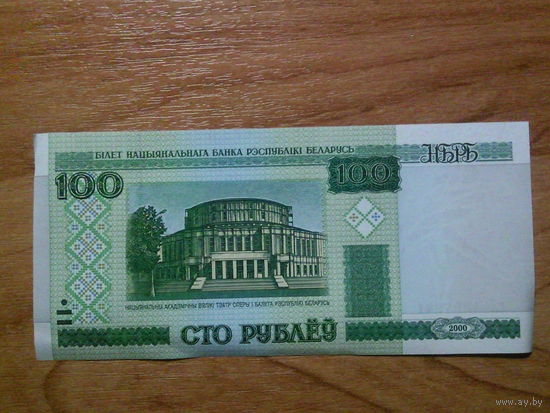 БІЛЕТ НАЦЫЯНАЛЬНАГА БАНКА РЭСПУБЛІКІ БЕЛАРУСЬ
НБРБ
100
100
НАЦЫЯНАЛЬНЫ АКАДЭМІЧНЫ ВЯЛІКІ ТЭАТР ОПЕРЫ І БАЛЕТА РЭСПУБЛІКІ БЕЛАРУСЬ
СТО РУБЛЁЎ
2000
www.ay.by